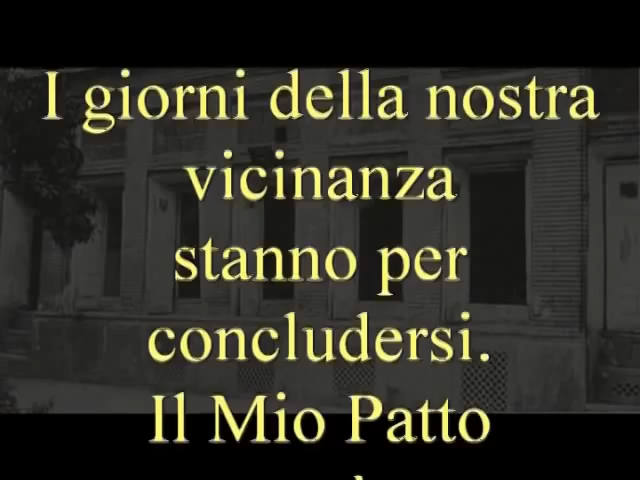 I giorni della nostra
vicinanza
stanno per
concludersi.
Il Mio Patto